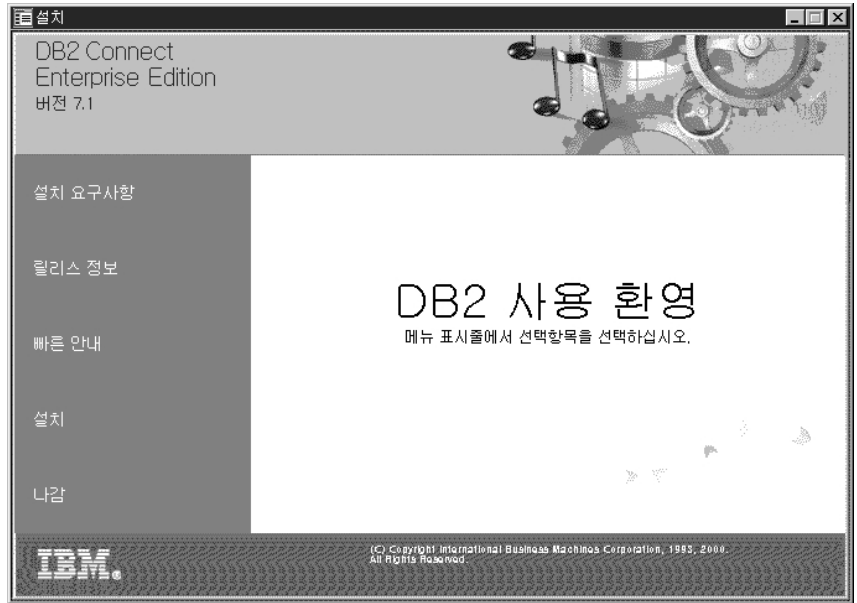 설치
DB2 Connect
Enterprise Edition
버전 7.1
설치 요구사항
릴리스 정보
빠른 안내
설치
나감
DB2 사용 환영
메뉴 표시줄에서 선택항목을 선택하십시오.
IBM®
(C) Copyright International Business Machines Corporation, 1993, 2000.
All Rights Reserved.